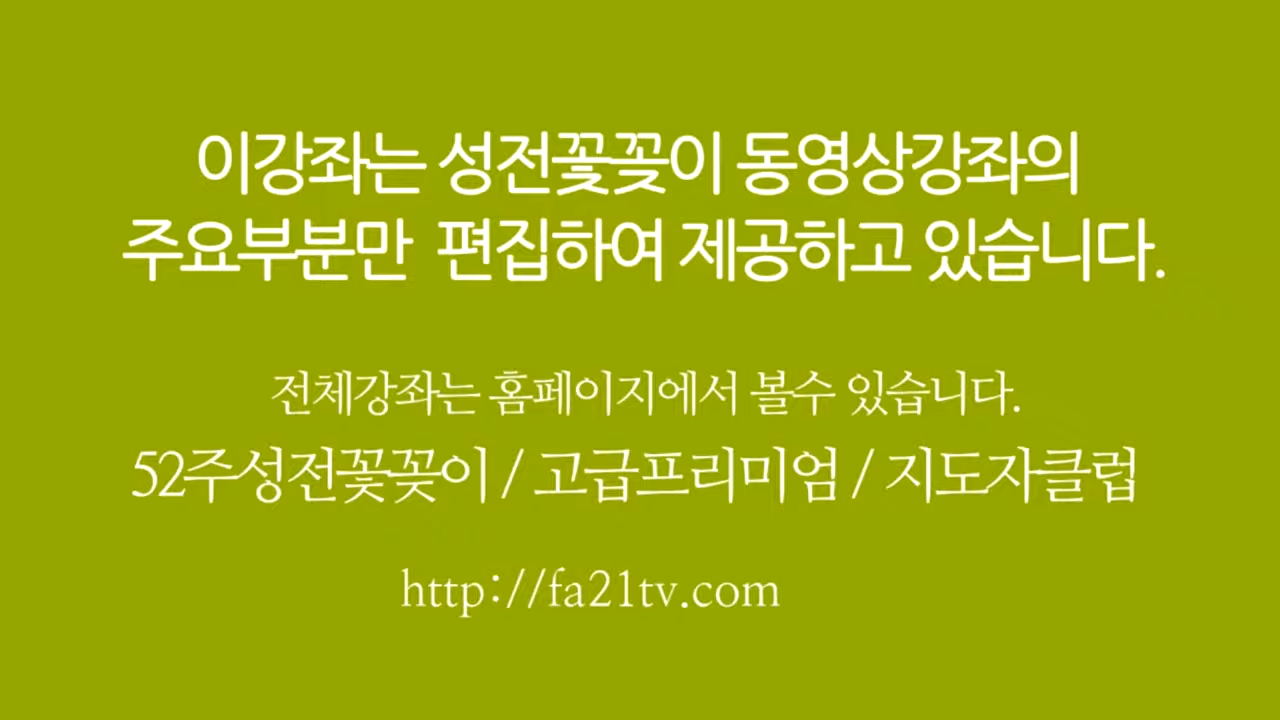 이강좌는 성전꽃꽂이 동영상강좌의
주요부분만 편집하여 제공하고 있습니다.
전체강좌는 홈페이지에서 볼수 있습니다.
52주성전꽃꽂이 / 고급프리미엄 / 지도자클럽
http://fa21tv.com